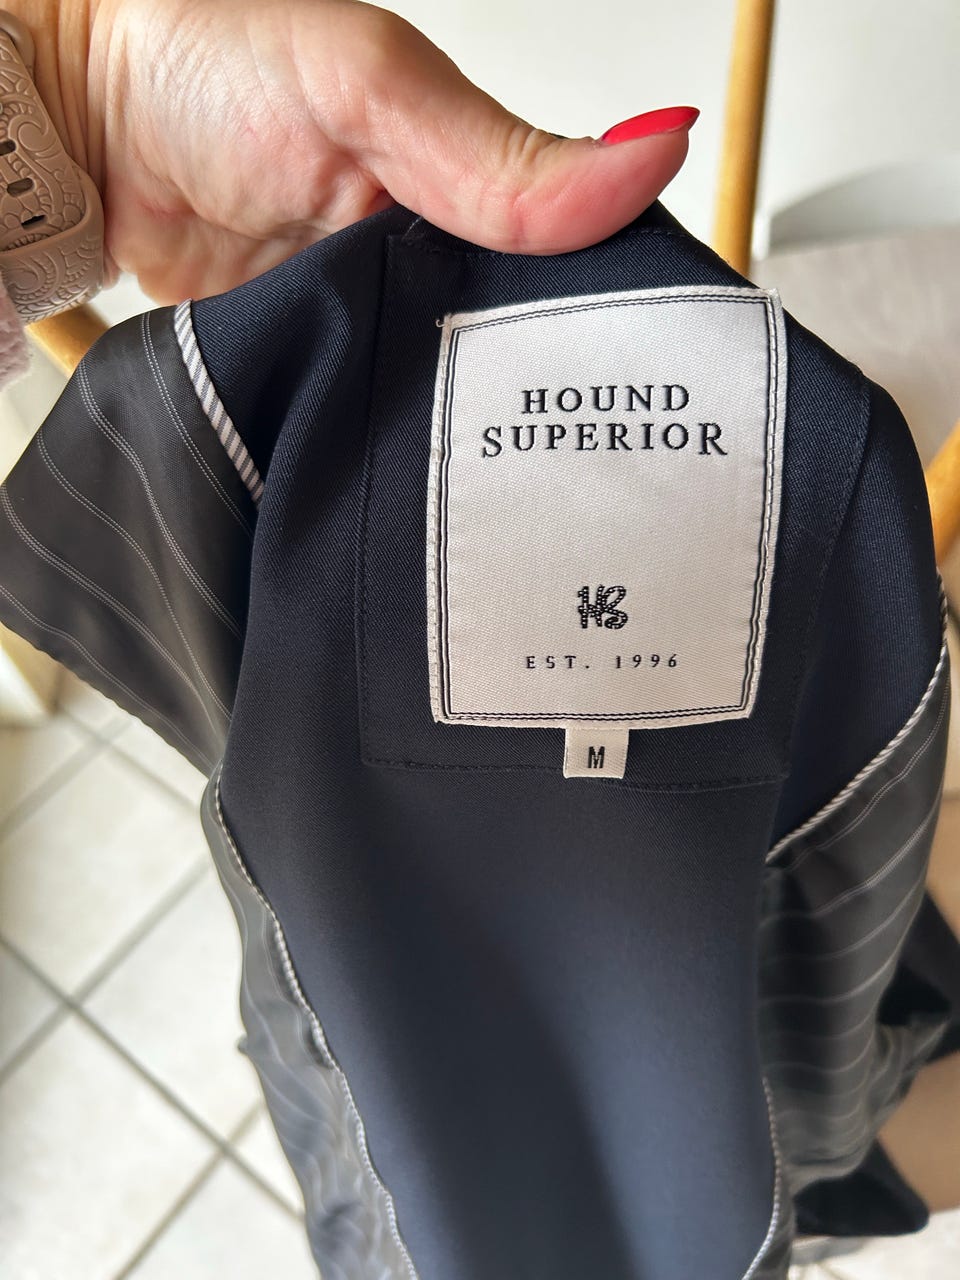 HOUND
SUPERIOR
HS
EST. 1996
M